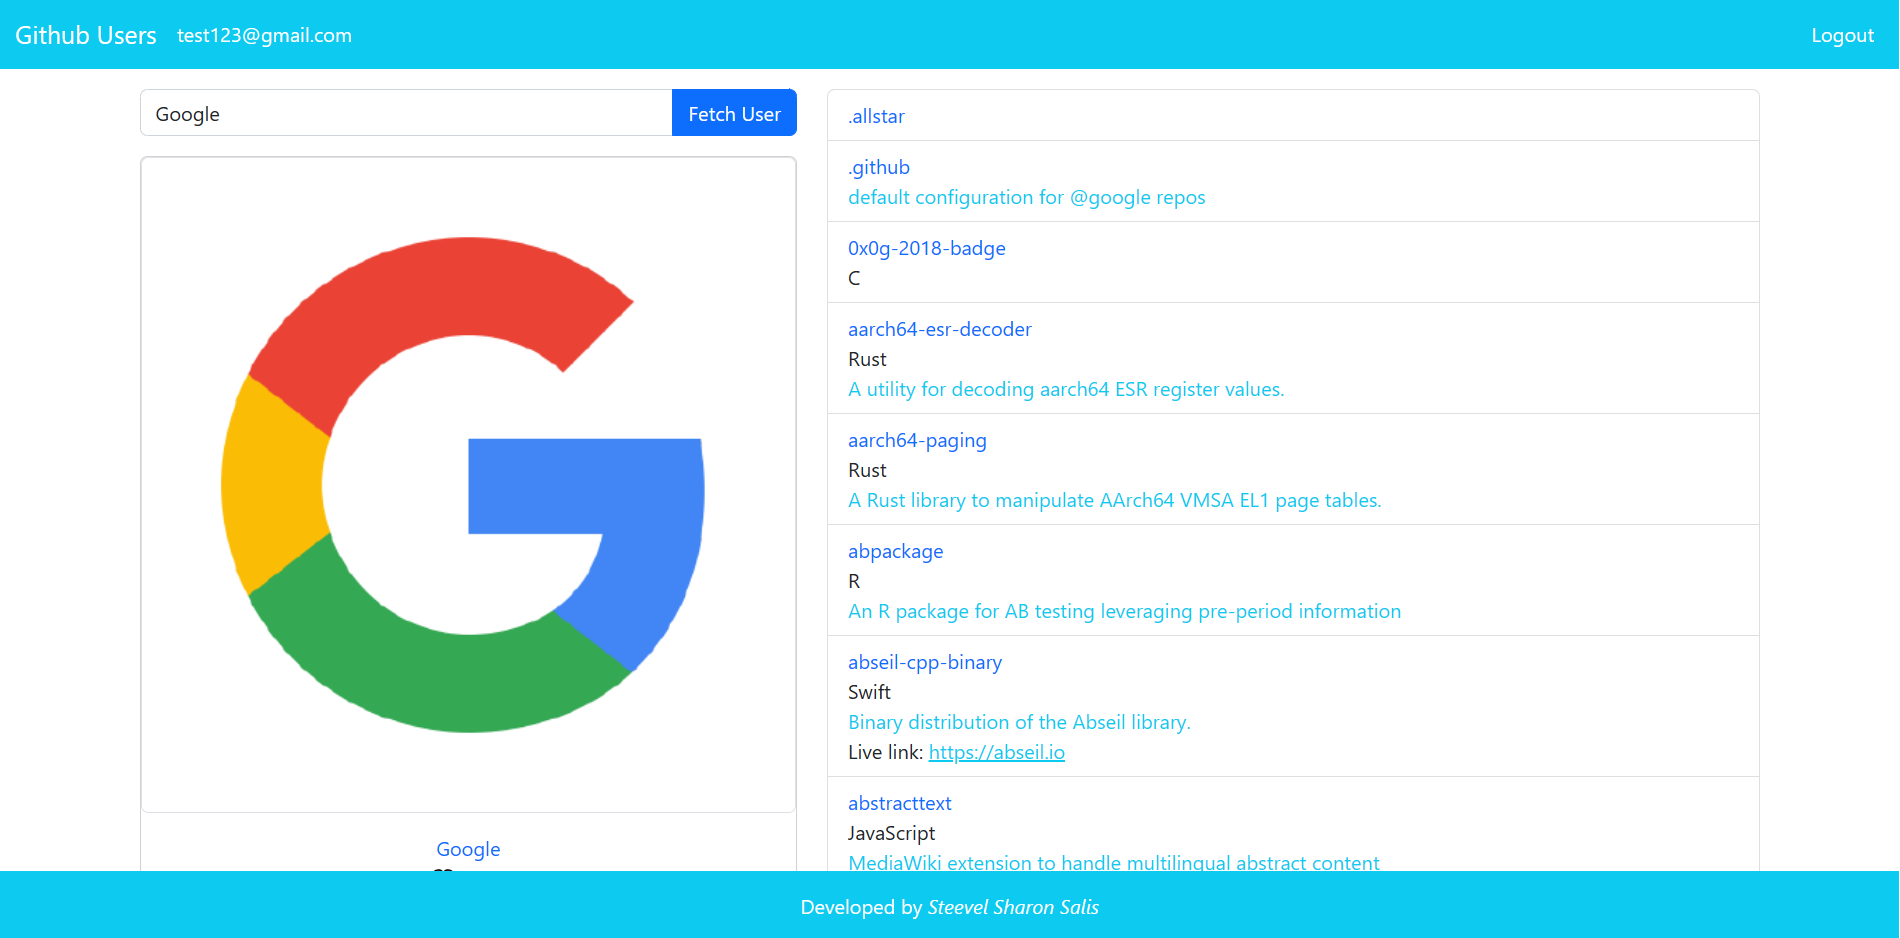 Github Users test123@gmail.com Logout
Google Fetch User
Google
.allstar
.github
default configuration for @google repos
0x0g-2018-badge
C
aarch64-esr-decoder
Rust
A utility for decoding aarch64 ESR register values.
aarch64-paging
Rust
A Rust library to manipulate AArch64 VMSA EL1 page tables.
abpackage
R
An R package for AB testing leveraging pre-period information
abseil-cpp-binary
Swift
Binary distribution of the Abseil library.
Live link: https://abseil.io
abstracttext
JavaScript
MediaWiki extension to handle multilingual abstract content
Developed by Steevel Sharon Salis